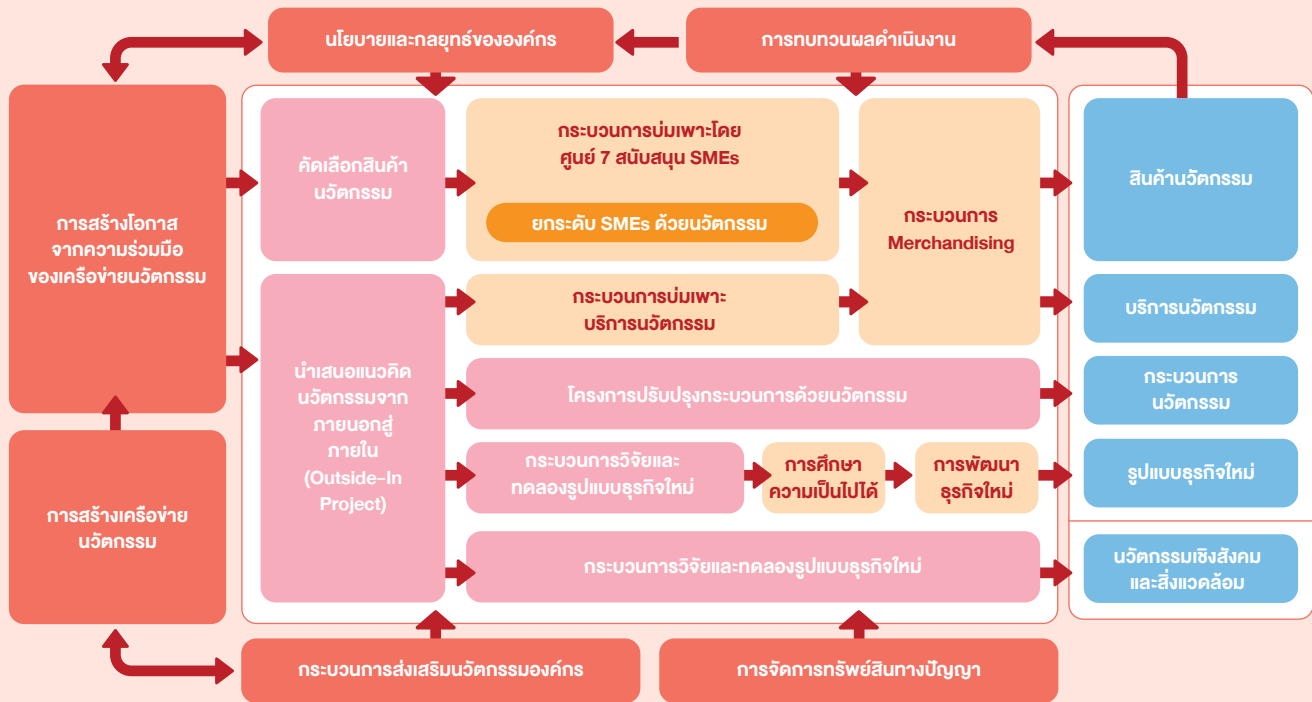 นโยบายและกลยุทธ์ขององค์กร
การทบทวนผลดำเนินงาน
การสร้างโอกาส
จากความร่วมมือ
ของเครือข่ายนวัตกรรม
การสร้างเครือข่าย
นวัตกรรม
คัดเลือกสินค้า
นวัตกรรม
กระบวนการบ่มเพาะโดย
ศูนย์ 7 สนับสนุน SMEs
ยกระดับ SMEs ด้วยนวัตกรรม
กระบวนการ
Merchandising
สินค้านวัตกรรม
นำเสนอแนวคิด
นวัตกรรมจาก
ภายนอกสู่
ภายใน
(Outside-In
Project)
กระบวนการบ่มเพาะ
บริการนวัตกรรม
บริการนวัตกรรม
โครงการปรับปรุงกระบวนการด้วยนวัตกรรม
กระบวนการ
นวัตกรรม
กระบวนการวิจัยและ
ทดลองรูปแบบธุรกิจใหม่
การศึกษา
ความเป็นไปได้
การพัฒนา
ธุรกิจใหม่
รูปแบบธุรกิจใหม่
กระบวนการวิจัยและทดลองรูปแบบธุรกิจใหม่
นวัตกรรมเชิงสังคม
และสิ่งแวดล้อม
กระบวนการส่งเสริมนวัตกรรมองค์กร
การจัดการทรัพย์สินทางปัญญา